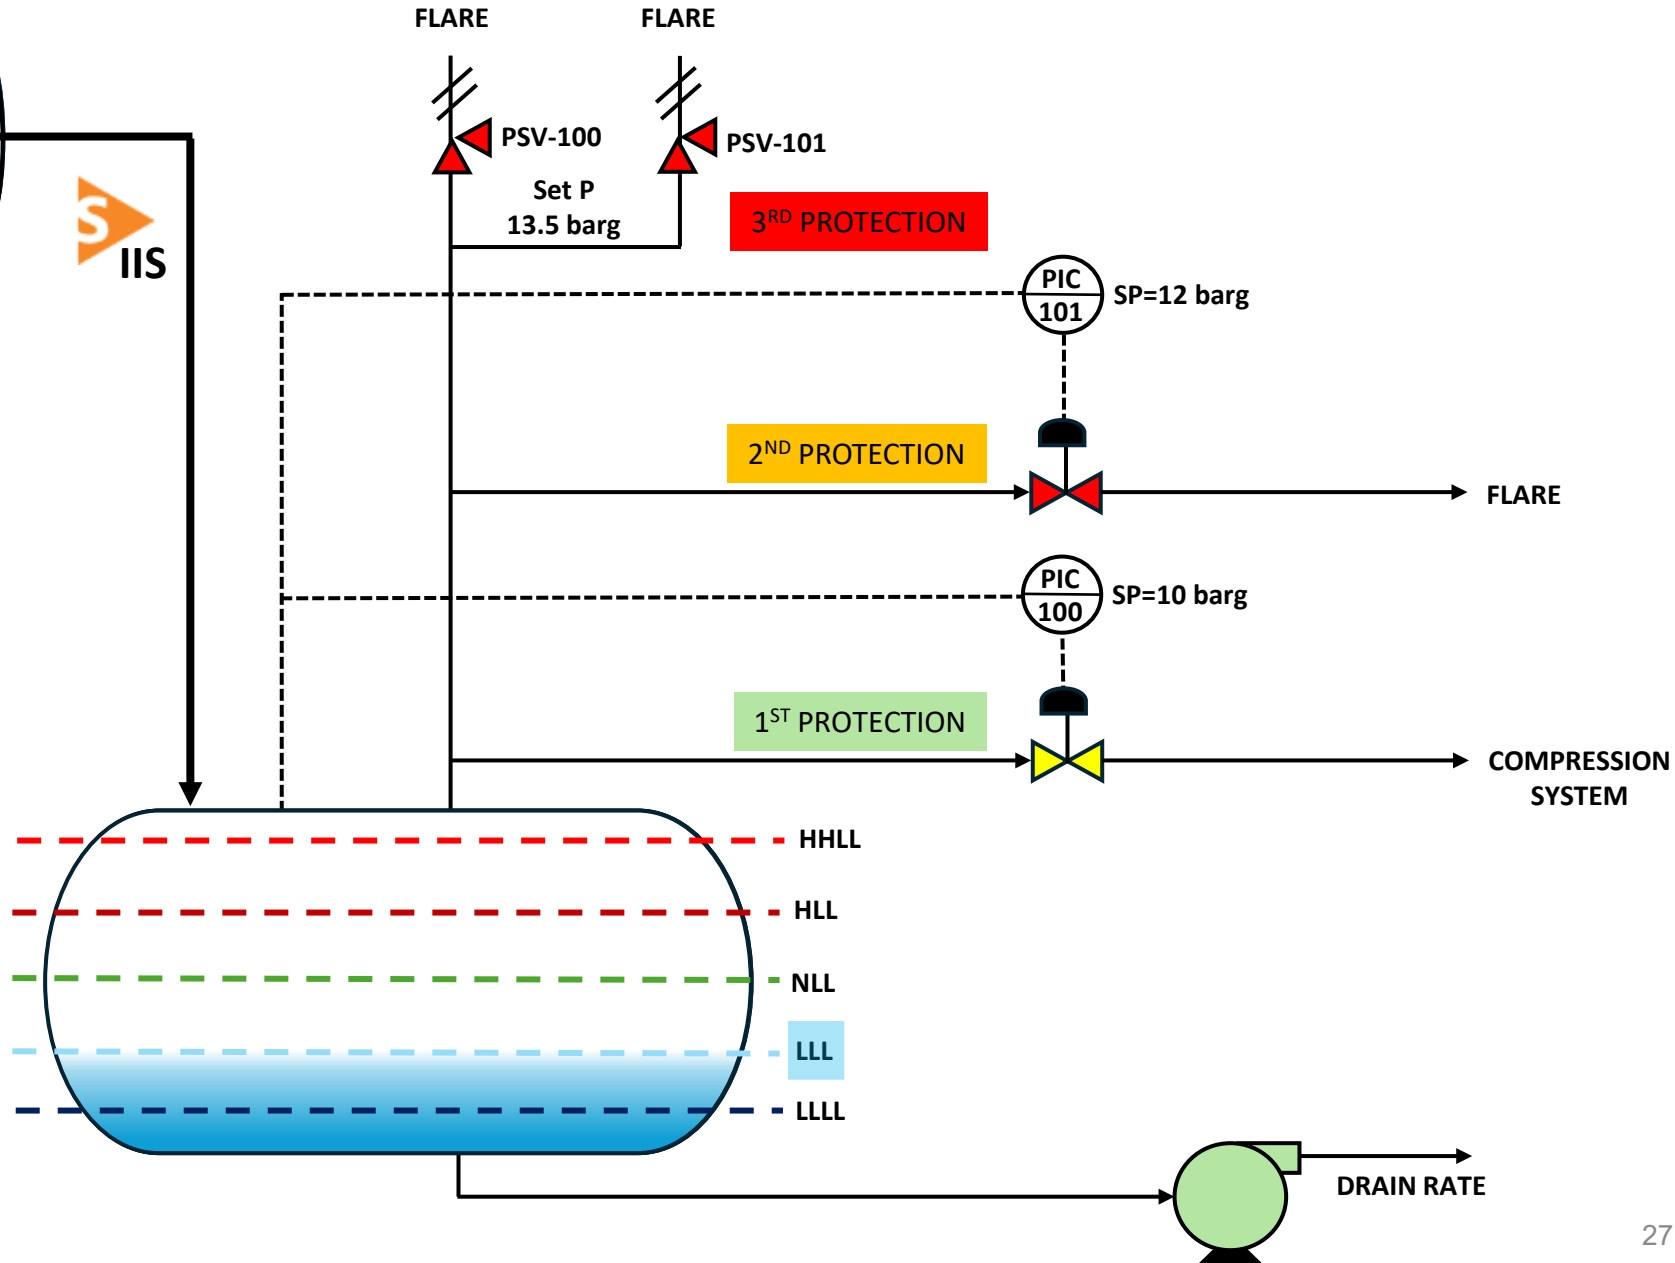 FLARE
FLARE
PSV-100
PSV-101
Set P
13.5 barg
S
IIS
3RD PROTECTION
PIC
101
SP=12 barg
2ND PROTECTION
FLARE
PIC
100
SP=10 barg
1ST PROTECTION
COMPRESSION
SYSTEM
HHLL
HLL
NLL
LLL
LLLL
DRAIN RATE
27